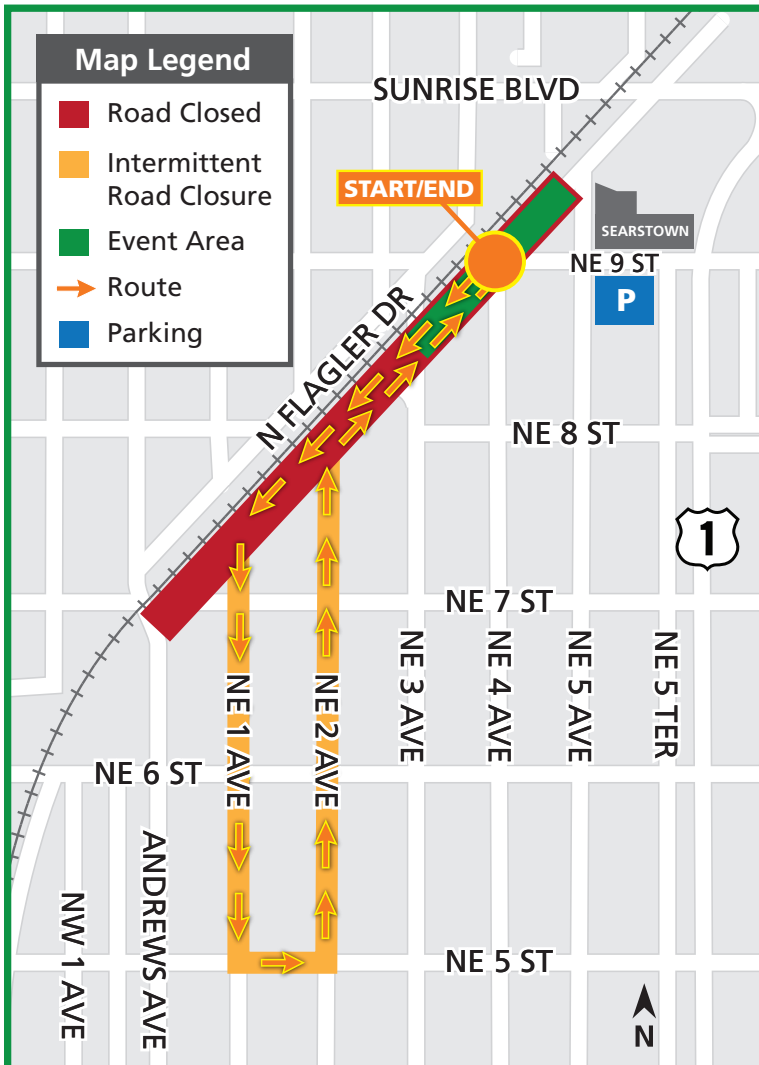 Map Legend
Road Closed
Intermittent
Road Closure
Event Area
Route
Parking
SUNRISE BLVD
START/END
SEARSTOWN
NE 9 ST
P
N FLAGLER DR
NE 8 ST
1
NE 7 ST
NE 1 AVE
NE 2 AVE
NE 3 AVE
NE 4 AVE
NE 5 AVE
NE 5 TER
NE 6 ST
NW 1 AVE
ANDREWS AVE
NE 5 ST
N